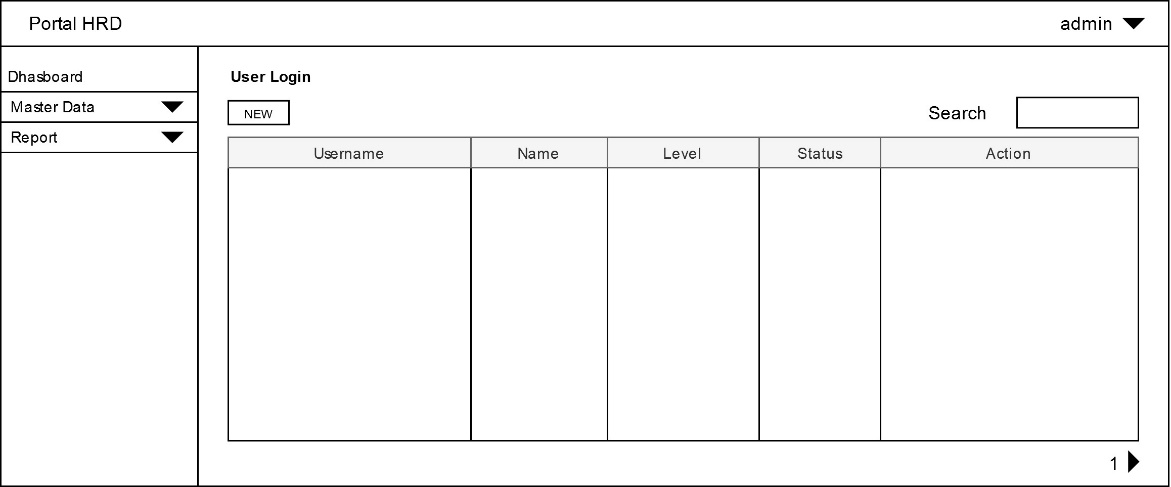 Portal HRD
admin
Dhasboard
Master Data
Report
User Login
NEW
Search
Username Name Level Status Action
1